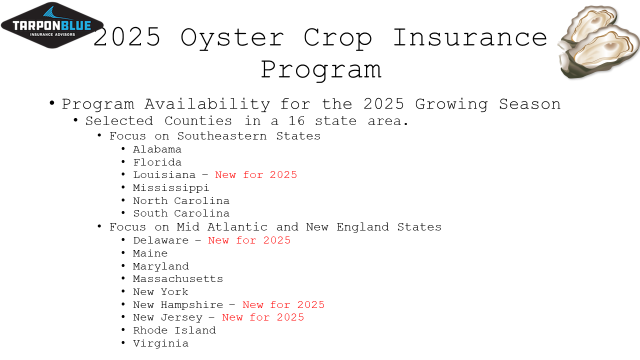 TARPONBLUE
INSURANCE ADVISORS
2025 Oyster Crop Insurance
Program
• Program Availability for the 2025 Growing Season
• Selected Counties in a 16 state area.
• Focus on Southeastern States
• Alabama
• Florida
• Louisiana – New for 2025
• Mississippi
• North Carolina
• South Carolina
• Focus on Mid Atlantic and New England States
• Delaware – New for 2025
• Maine
• Maryland
• Massachusetts
• New York
• New Hampshire – New for 2025
• New Jersey – New for 2025
• Rhode Island
• Virginia